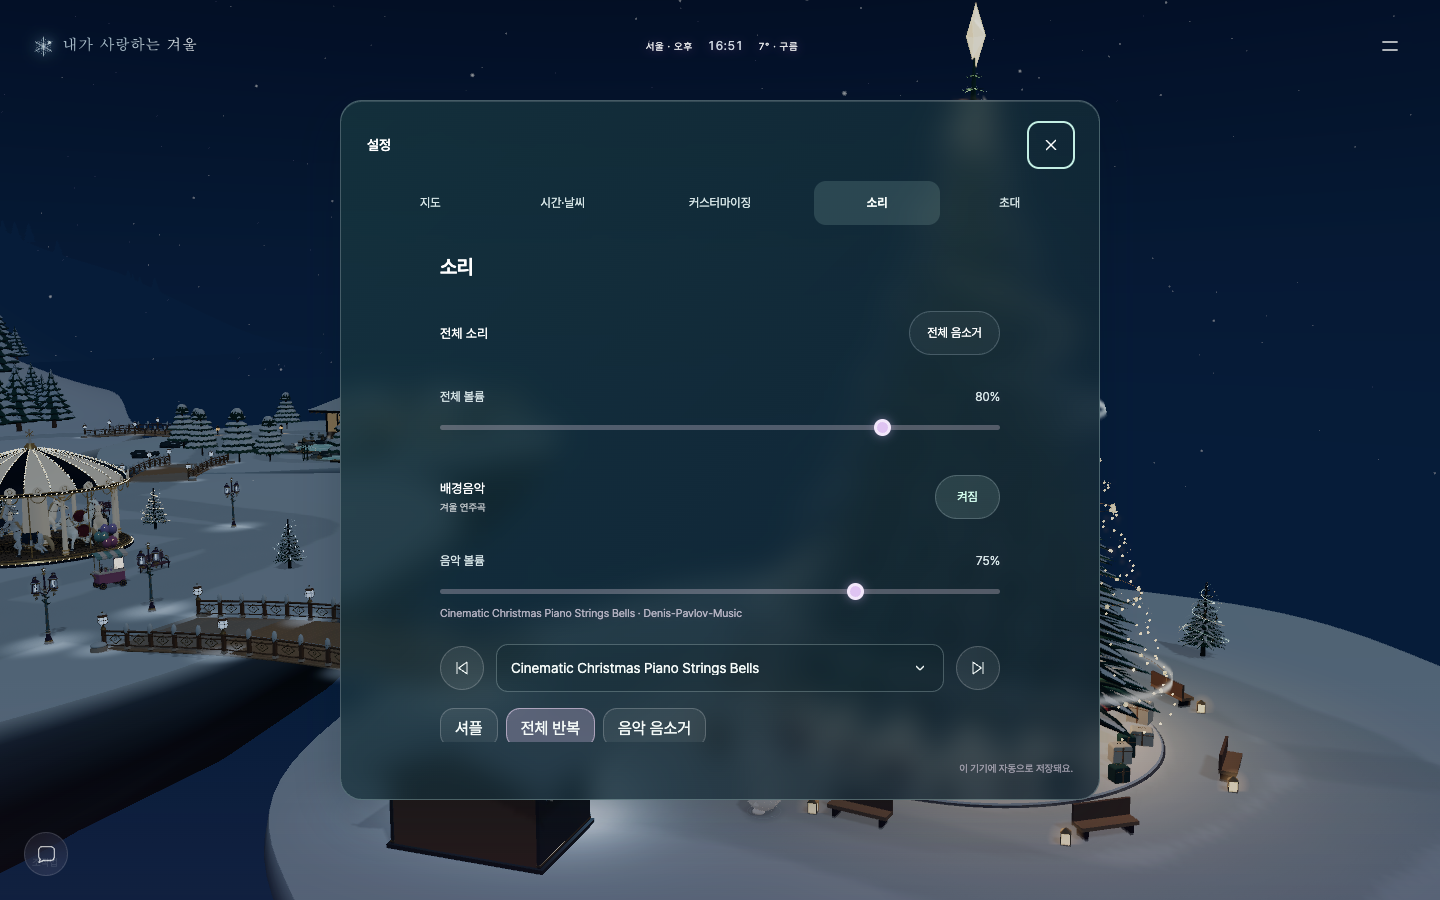 내가 사랑하는 겨울
서울 · 오후 16:51 7° · 구름
설정
지도 시간·날씨 커스터마이징 소리 초대
소리
전체 소리 전체 음소거
전체 볼륨 80%
배경음악 켜짐
겨울 연주곡
음악 볼륨 75%
Cinematic Christmas Piano Strings Bells · Denis-Pavlov-Music
Cinematic Christmas Piano Strings Bells
셔플 전체 반복 음악 음소거
이 기기에 자동으로 저장돼요.